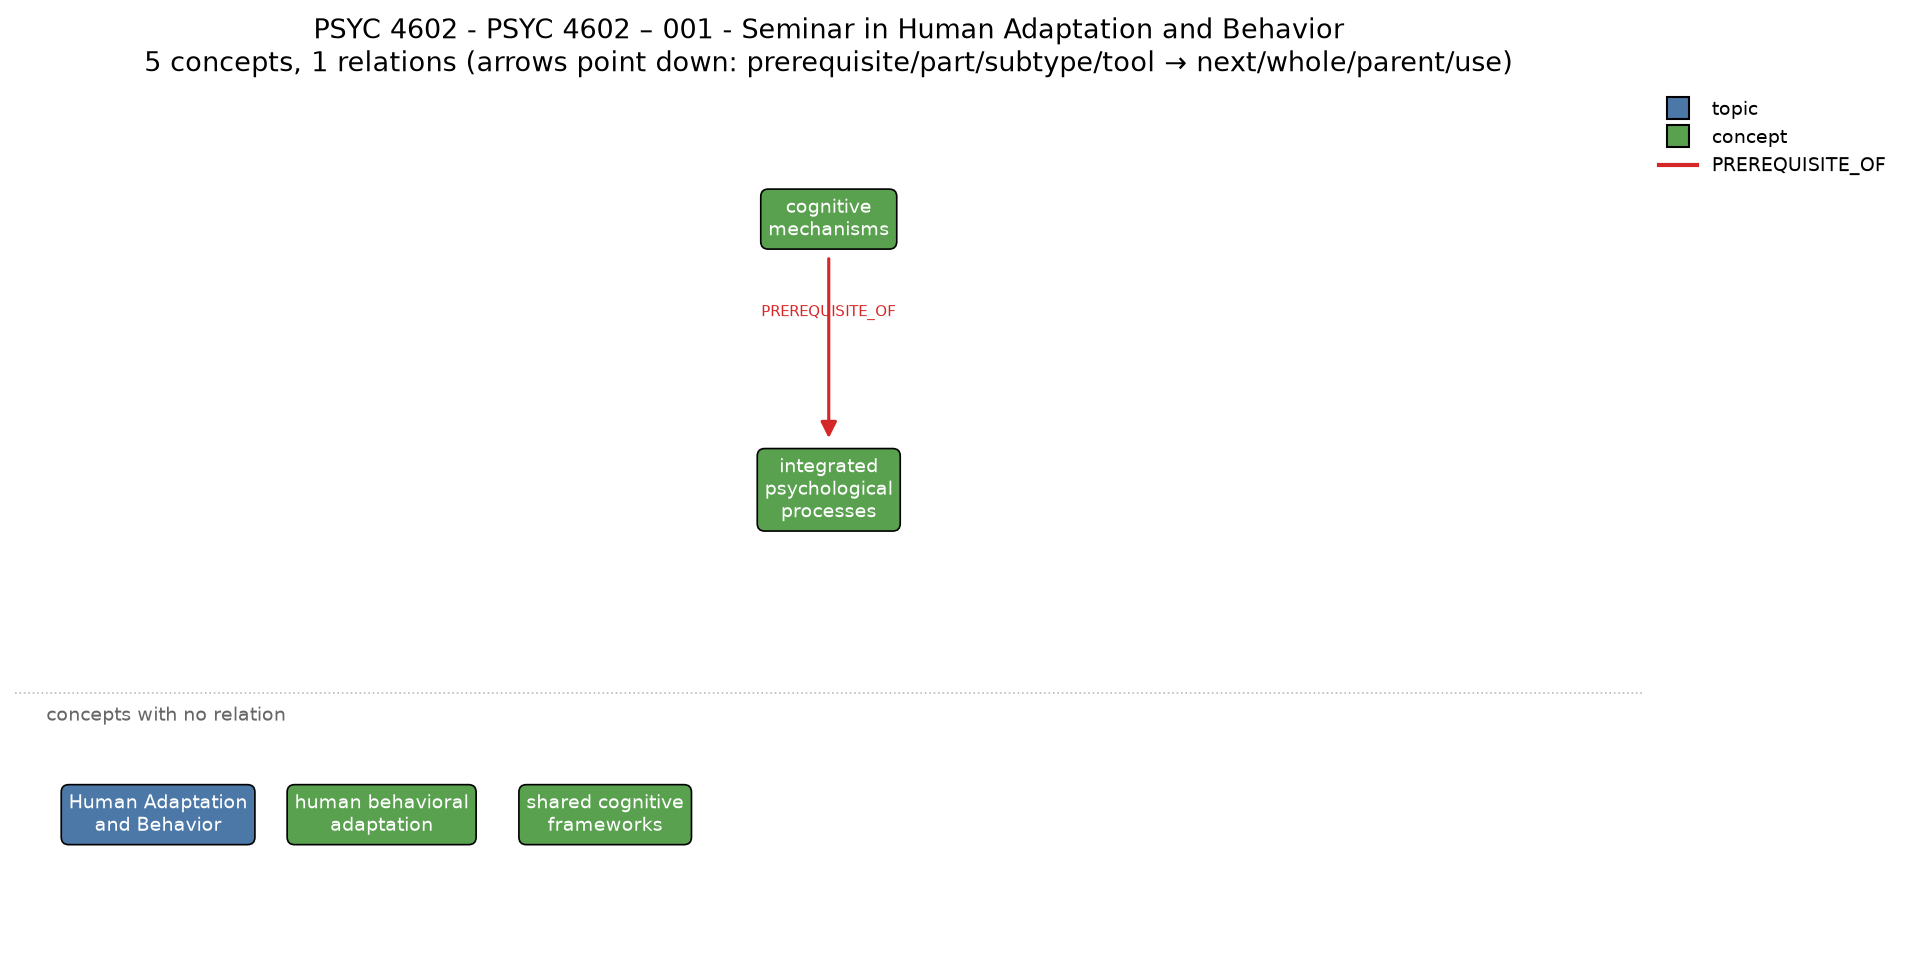 PSYC 4602 - PSYC 4602 – 001 - Seminar in Human Adaptation and Behavior
5 concepts, 1 relations (arrows point down: prerequisite/part/subtype/tool → next/whole/parent/use)
topic
concept
PREREQUISITE_OF
cognitive
mechanisms
PREREQUISITE_OF
integrated
psychological
processes
concepts with no relation
Human Adaptation
and Behavior
human behavioral
adaptation
shared cognitive
frameworks